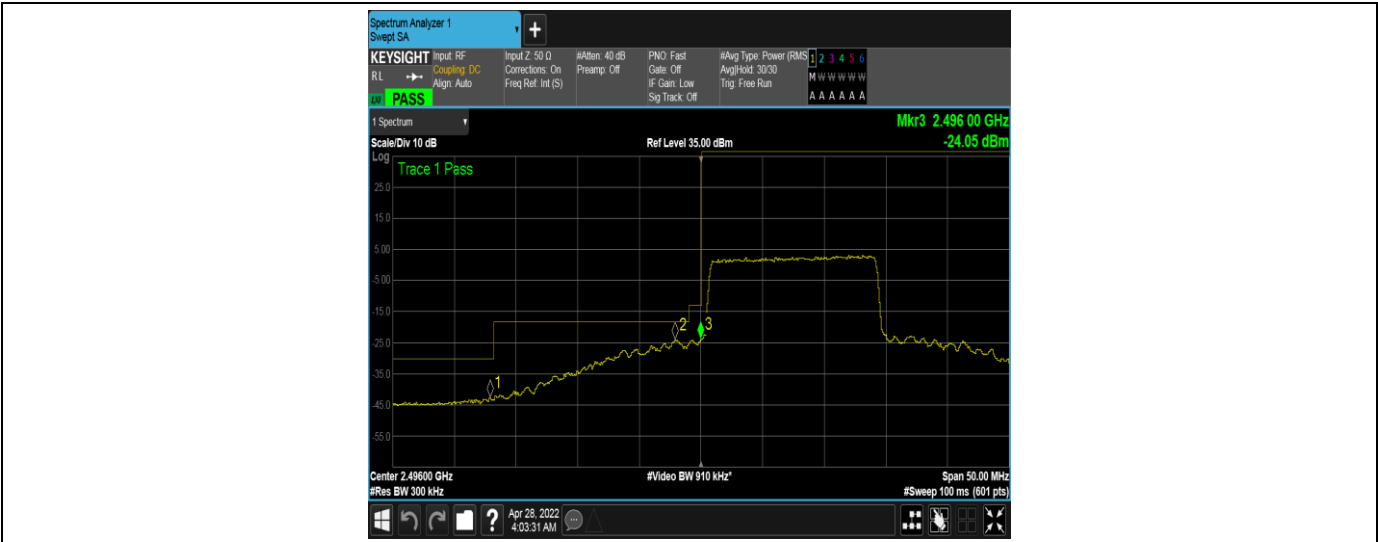 Spectrum Analyzer 1
Swept SA
+
KEYSIGHT
RL
PASS
Input: RF
Coupling: DC
Align: Auto
Input Z: 50 Ω
Corrections: On
Freq Ref: Int (S)
#Atten: 40 dB
Preamp: Off
PNO: Fast
Gate: Off
IF Gain: Low
Sig Track: Off
#Avg Type: Power (RMS
Avg|Hold: 30/30
Trig: Free Run
1 2 3 4 5 6
M W W W W W
A A A A A A
1 Spectrum
Mkr3 2.496 00 GHz
Scale/Div 10 dB
Ref Level 35.00 dBm
-24.05 dBm
Log
Trace 1 Pass
25.0
15.0
5.00
-5.00
-15.0
2
3
-25.0
-35.0
1
-45.0
-55.0
Center 2.49600 GHz
#Video BW 910 kHz*
Span 50.00 MHz
#Res BW 300 kHz
#Sweep 100 ms (601 pts)
?
Apr 28, 2022
4:03:31 AM